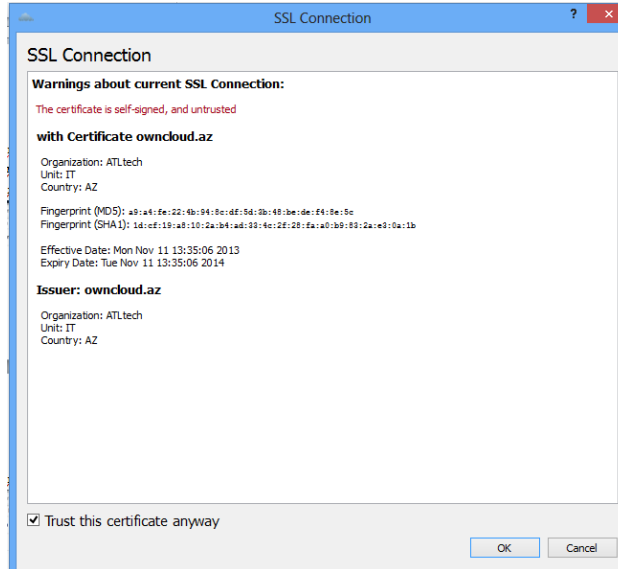 SSL Connection
?
SSL Connection
Warnings about current SSL Connection:
The certificate is self-signed, and untrusted
with Certificate owncloud.az
Organization: ATLtech
Unit: IT
Country: AZ
Fingerprint (MD5): a9:a4:fe:22:4b:94:8c:df:5d:3b:48:be:de:f4:8e:5c
Fingerprint (SHA1): 1d:cf:19:a8:10:2a:b4:ad:33:4c:2f:28:fa:a0:b9:83:2a:e3:0a:1b
Effective Date: Mon Nov 11 13:35:06 2013
Expiry Date: Tue Nov 11 13:35:06 2014
Issuer: owncloud.az
Organization: ATLtech
Unit: IT
Country: AZ
Trust this certificate anyway
OK
Cancel